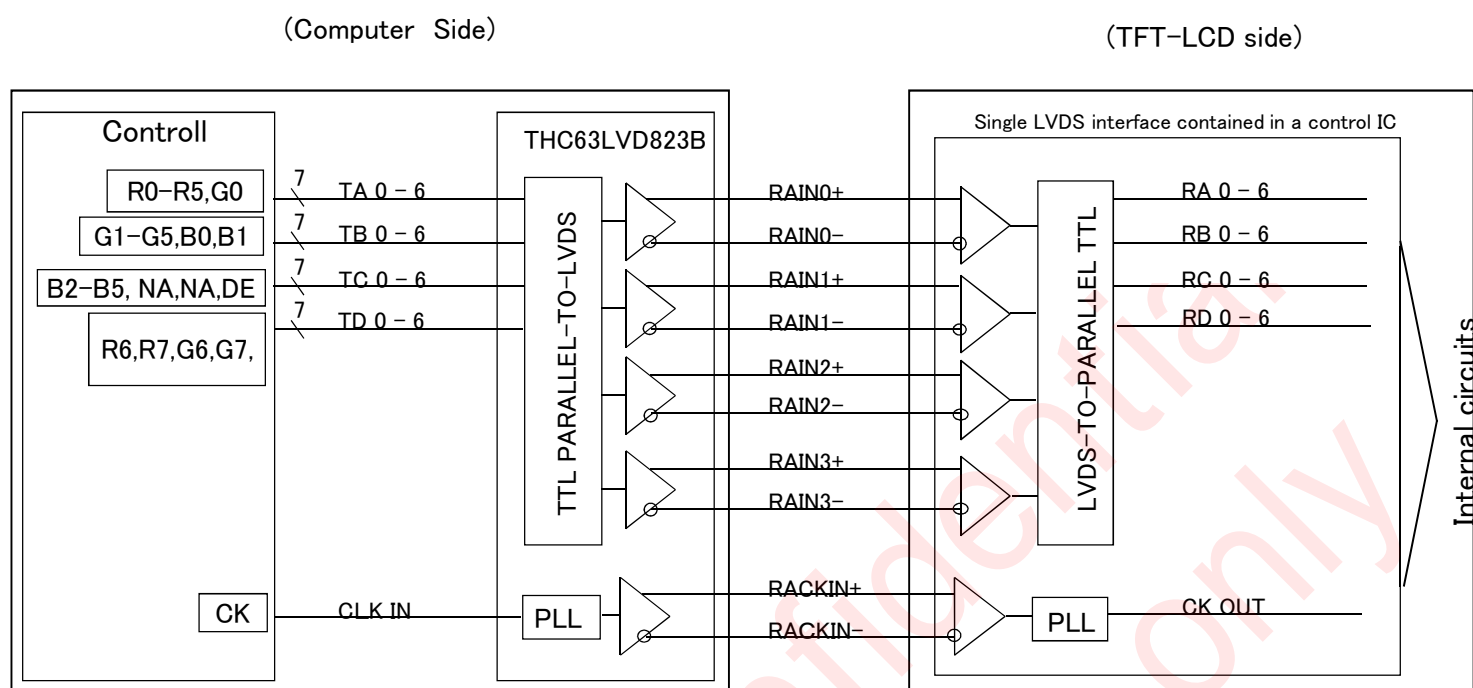 (Computer Side)
(TFT-LCD side)
Controll
THC63LVD823B
Single LVDS interface contained in a control IC
R0-R5,G0
7
TA 0 - 6
RAIN0+
RA 0 - 6
G1-G5,B0,B1
7
TB 0 - 6
RAIN0-
RB 0 - 6
B2-B5, NA,NA,DE
7
TC 0 - 6
RAIN1+
RC 0 - 6
R6,R7,G6,G7,
7
TD 0 - 6
RAIN1-
RD 0 - 6
TTL PARALLEL-TO-LVDS
LVDS-TO-PARALLEL TTL
RAIN2+
RAIN2-
RAIN3+
RAIN3-
Internal circuits
CK
CLK IN
PLL
RACKIN+
RACKIN-
PLL
CK OUT
only